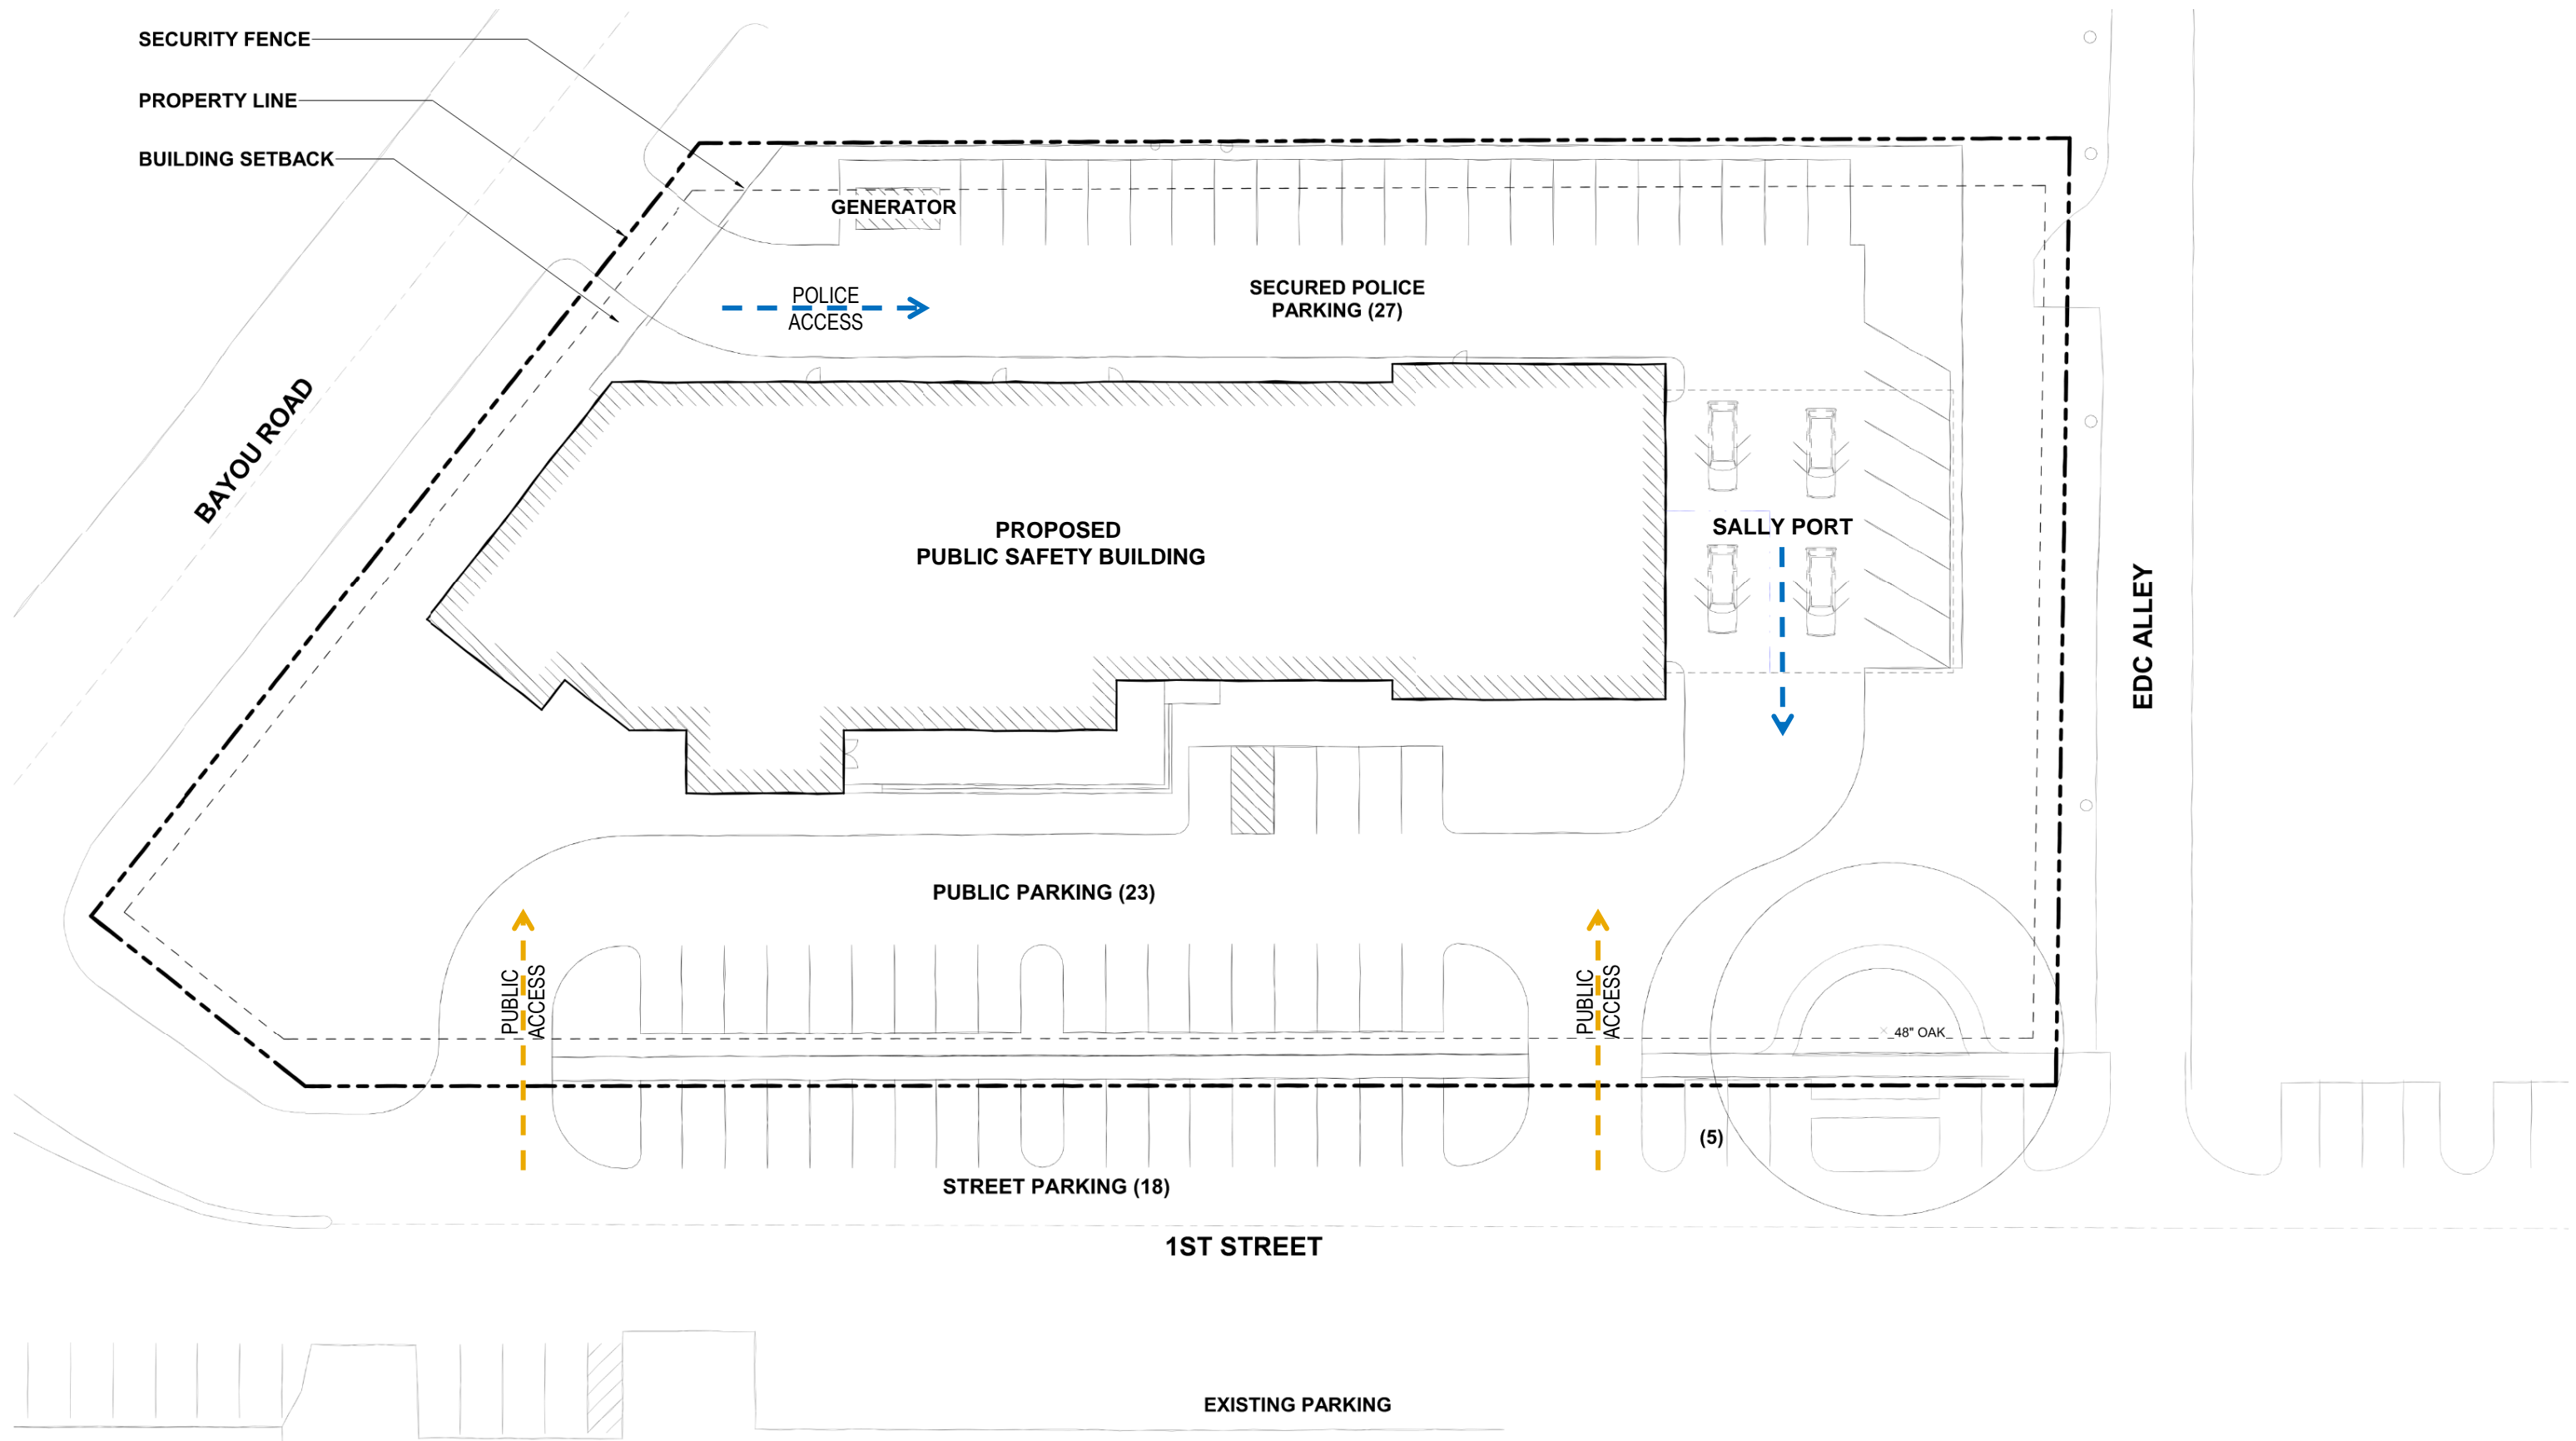 SECURITY FENCE
PROPERTY LINE
BUILDING SETBACK
GENERATOR
POLICE
ACCESS
SECURED POLICE
PARKING (27)
BAYOU ROAD
PROPOSED
PUBLIC SAFETY BUILDING
SALLY PORT
EDC ALLEY
PUBLIC PARKING (23)
PUBLIC
ACCESS
PUBLIC
ACCESS
48" OAK
(5)
STREET PARKING (18)
1ST STREET
EXISTING PARKING